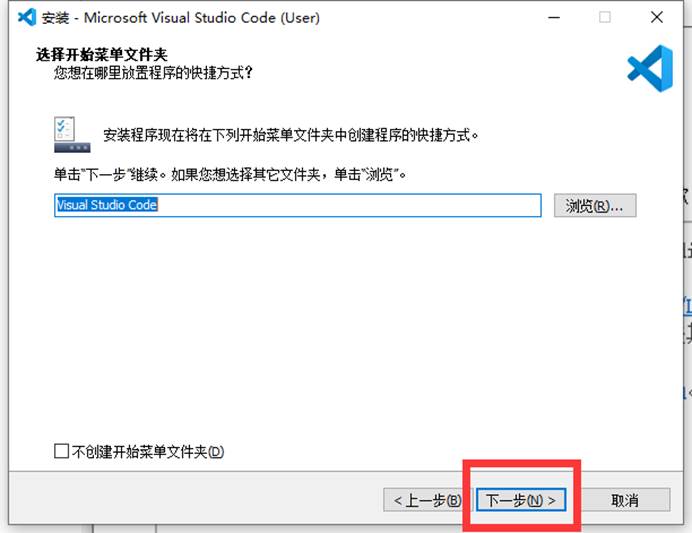 安装 - Microsoft Visual Studio Code (User)
选择开始菜单文件夹
您想在哪里放置程序的快捷方式?
安装程序现在将在下列开始菜单文件夹中创建程序的快捷方式。
单击“下一步”继续。如果您想选择其它文件夹，单击“浏览”。
Visual Studio Code
浏览(R)...
不创建开始菜单文件夹(D)
< 上一步(B)
下一步(N) >
取消